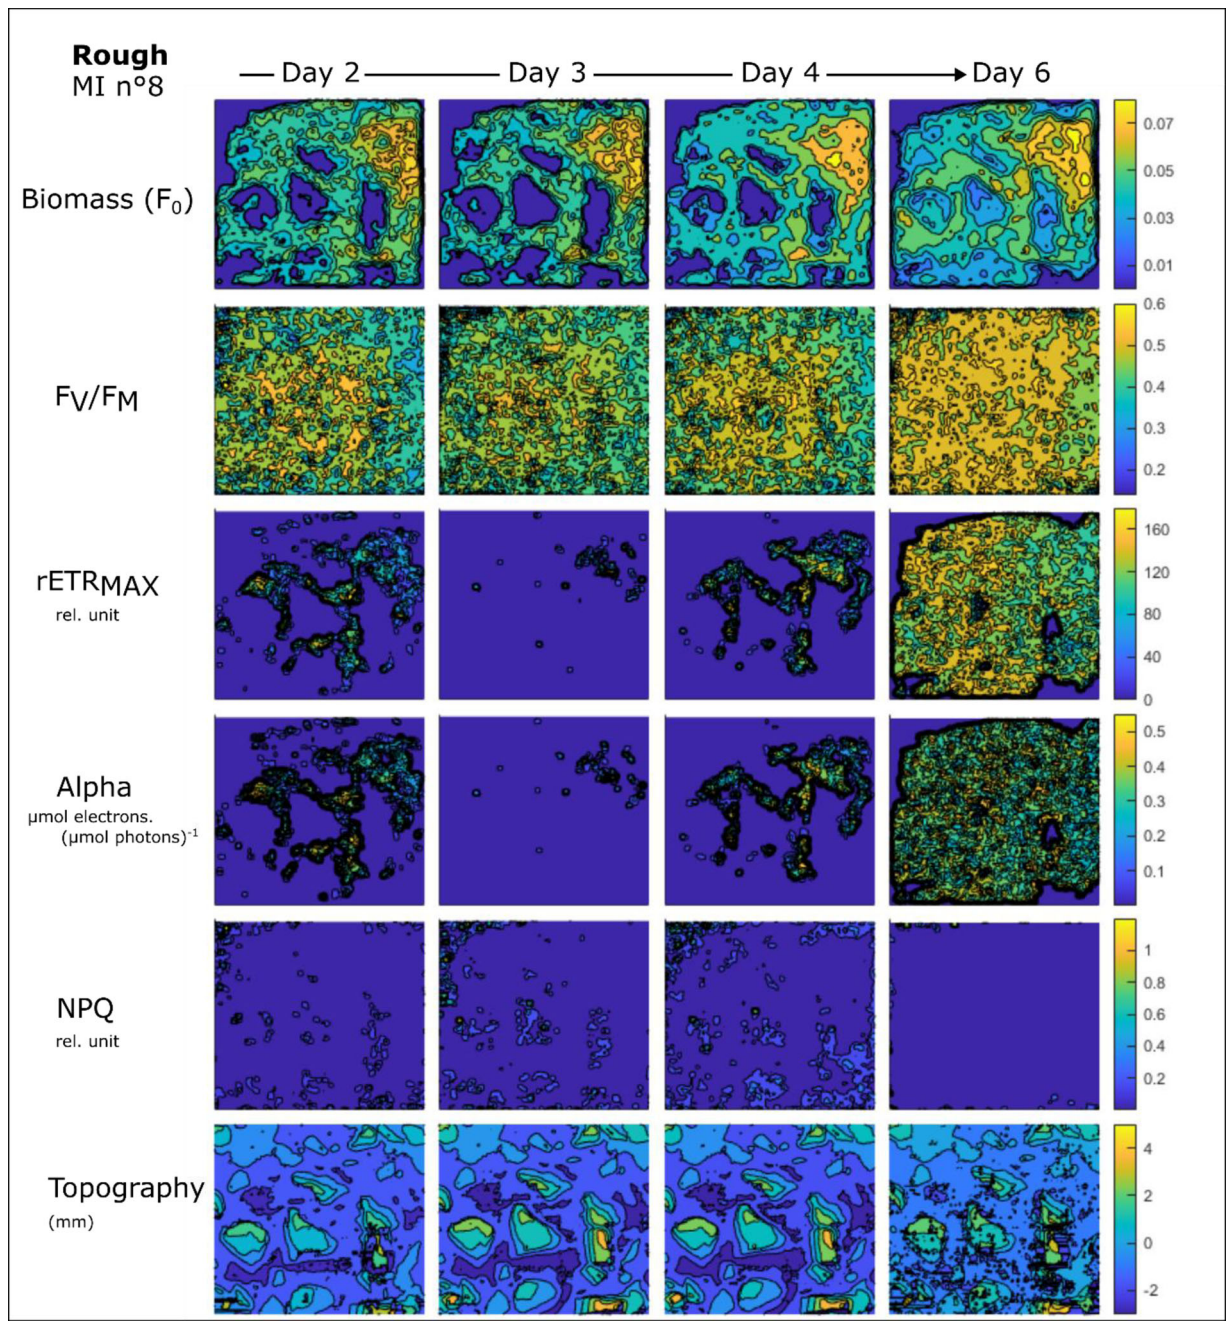 Rough
MI n°8
Day 2
Day 3
Day 4
Day 6
Biomass (F0)
0.07
0.05
0.03
0.01
FV/FM
0.6
0.5
0.4
0.3
0.2
rETRMAX
rel. unit
160
120
80
40
0
Alpha
µmol electrons.
(µmol photons)-1
0.5
0.4
0.3
0.2
0.1
NPQ
rel. unit
1
0.8
0.6
0.4
0.2
Topography
(mm)
4
2
0
-2